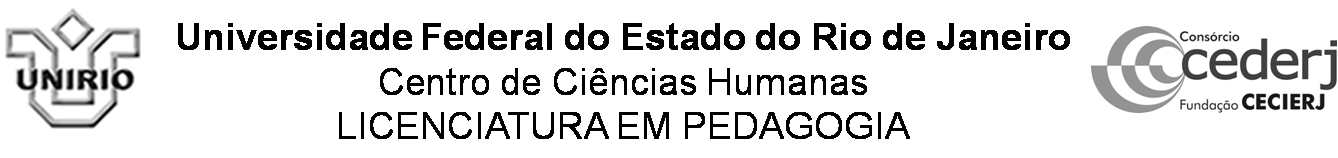 UNIRIO
Universidade Federal do Estado do Rio de Janeiro
Centro de Ciências Humanas
LICENCIATURA EM PEDAGOGIA
Consórcio
cederj
Fundação CECIERJ